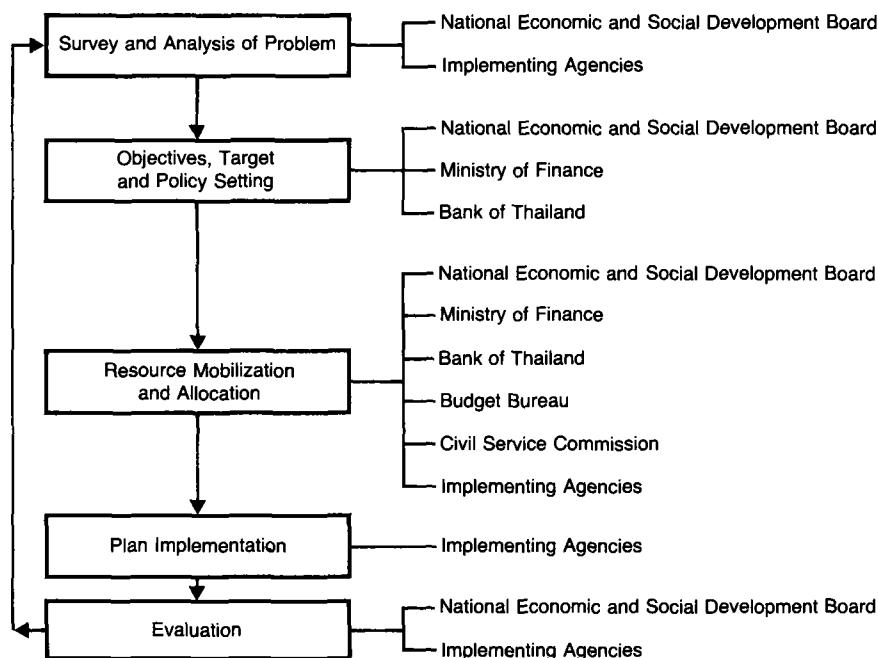 Survey and Analysis of Problem
National Economic and Social Development Board
Implementing Agencies
Objectives, Target
and Policy Setting
National Economic and Social Development Board
Ministry of Finance
Bank of Thailand
Resource Mobilization
and Allocation
National Economic and Social Development Board
Ministry of Finance
Bank of Thailand
Budget Bureau
Civil Service Commission
Implementing Agencies
Plan Implementation
Implementing Agencies
Evaluation
National Economic and Social Development Board
Implementing Agencies